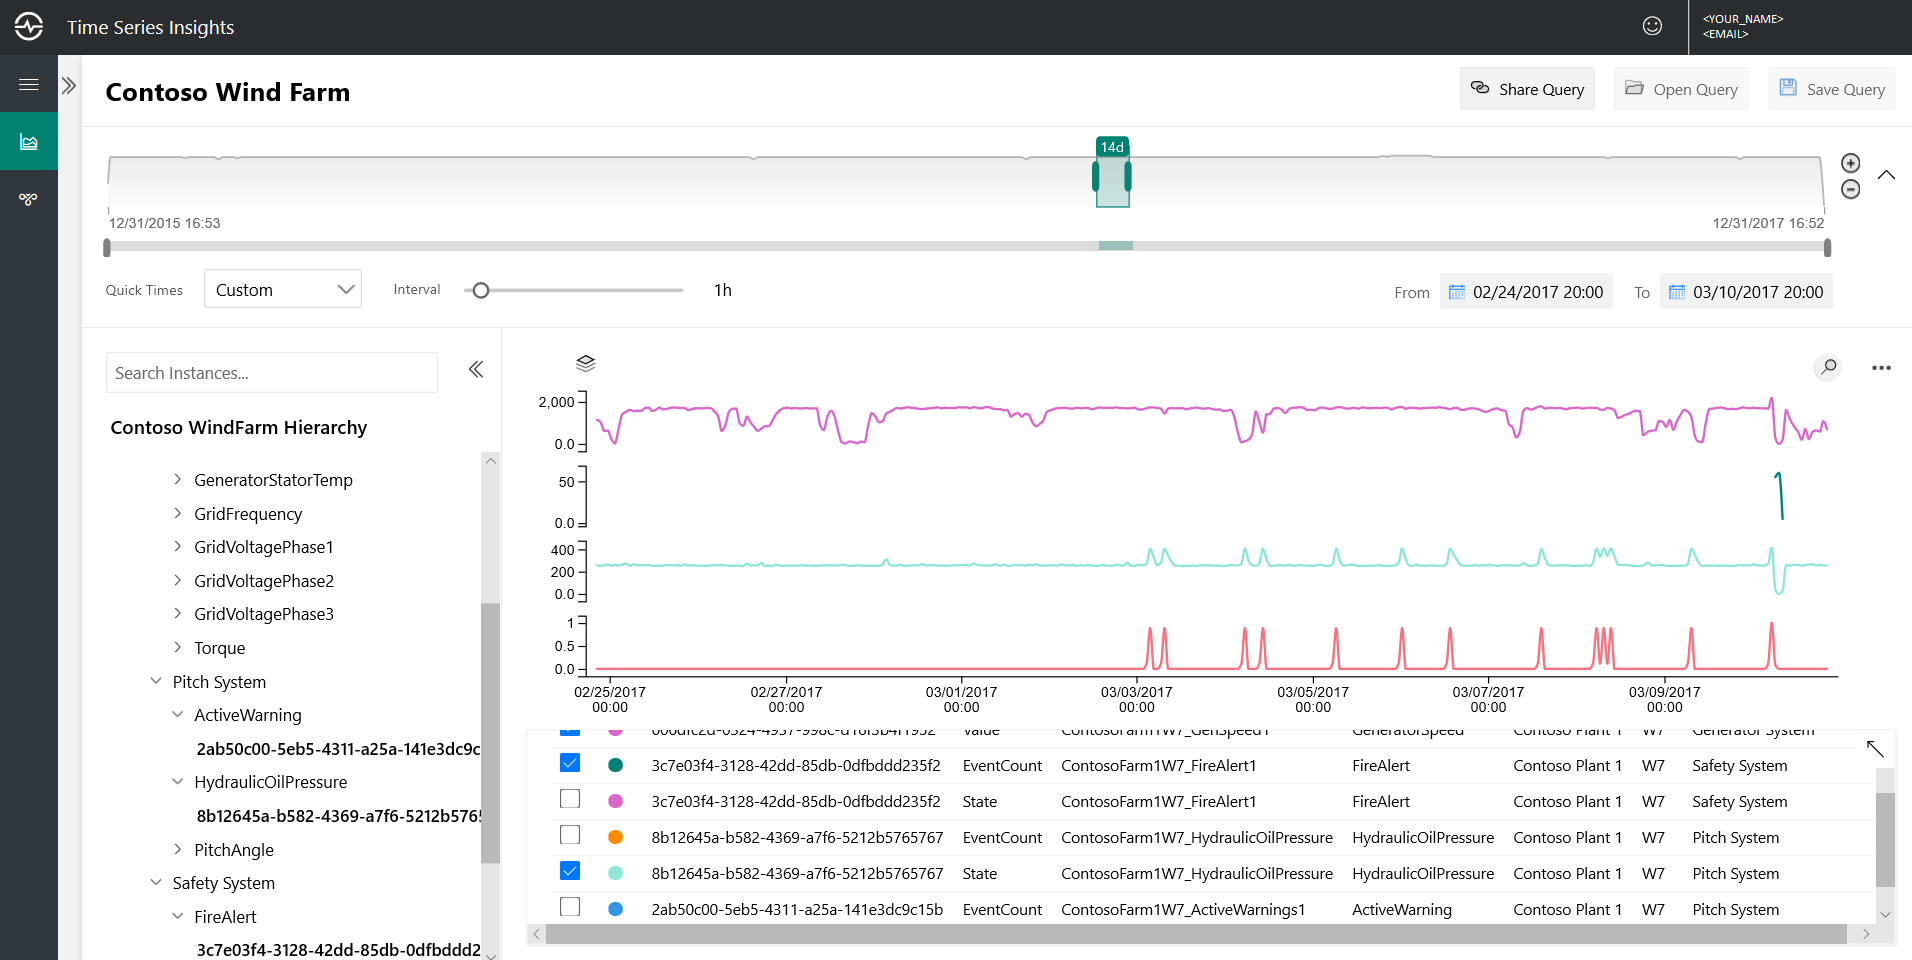 Time Series Insights
<YOUR_NAME>
<EMAIL>
Contoso Wind Farm
Share Query
Open Query
Save Query
14d
12/31/2015 16:53
12/31/2017 16:52
Quick Times
Custom
Interval
1h
From
02/24/2017 20:00
To
03/10/2017 20:00
Search Instances...
Contoso WindFarm Hierarchy
GeneratorStatorTemp
GridFrequency
GridVoltagePhase1
GridVoltagePhase2
GridVoltagePhase3
Torque
Pitch System
ActiveWarning
2ab50c00-5eb5-4311-a25a-141e3dc9c
HydraulicOilPressure
8b12645a-b582-4369-a7f6-5212b576
PitchAngle
Safety System
FireAlert
3c7e03f4-3128-42dd-85db-0dfbddd2
2,000
0.0
50
0.0
400
200
0.0
1
0.5
0.0
02/25/2017 02/27/2017 03/01/2017 03/03/2017 03/05/2017 03/07/2017 03/09/2017
00:00 00:00 00:00 00:00 00:00 00:00 00:00
Value ContosoFarm1W7_GenSpeed1 GeneratorSpeed Contoso Plant 1 W7 Generator System
3c7e03f4-3128-42dd-85db-0dfbddd235f2 EventCount ContosoFarm1W7_FireAlert1 FireAlert Contoso Plant 1 W7 Safety System
3c7e03f4-3128-42dd-85db-0dfbddd235f2 State ContosoFarm1W7_FireAlert1 FireAlert Contoso Plant 1 W7 Safety System
8b12645a-b582-4369-a7f6-5212b5765767 EventCount ContosoFarm1W7_HydraulicOilPressure HydraulicOilPressure Contoso Plant 1 W7 Pitch System
8b12645a-b582-4369-a7f6-5212b5765767 State ContosoFarm1W7_HydraulicOilPressure HydraulicOilPressure Contoso Plant 1 W7 Pitch System
2ab50c00-5eb5-4311-a25a-141e3dc9c15b EventCount ContosoFarm1W7_ActiveWarnings1 ActiveWarning Contoso Plant 1 W7 Pitch System